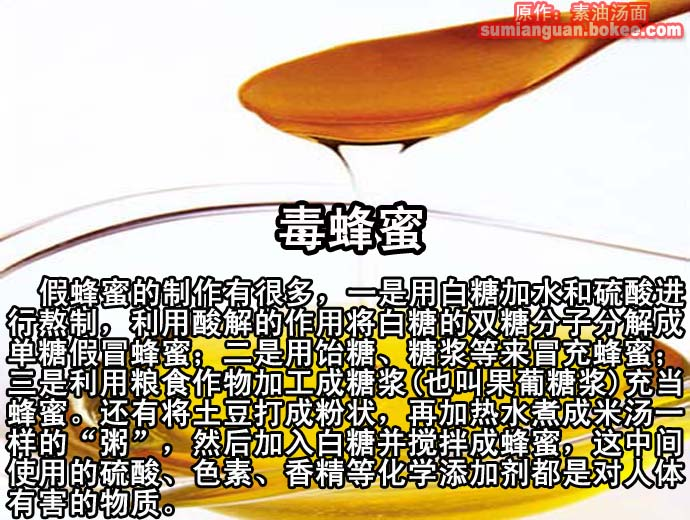 原作：素油汤面
sumianguan.bokee.com
毒蜂蜜
假蜂蜜的制作有很多，一是用白糖加水和硫酸进
行熬制，利用酸解的作用将白糖的双糖分子分解成
单糖假冒蜂蜜；二是用饴糖、糖浆等来冒充蜂蜜；
三是利用粮食作物加工成糖浆(也叫果葡糖浆)充当
蜂蜜。还有将土豆打成粉状，再加热水煮成米汤一
样的“粥”，然后加入白糖并搅拌成蜂蜜，这中间
使用的硫酸、色素、香精等化学添加剂都是对人体
有害的物质。